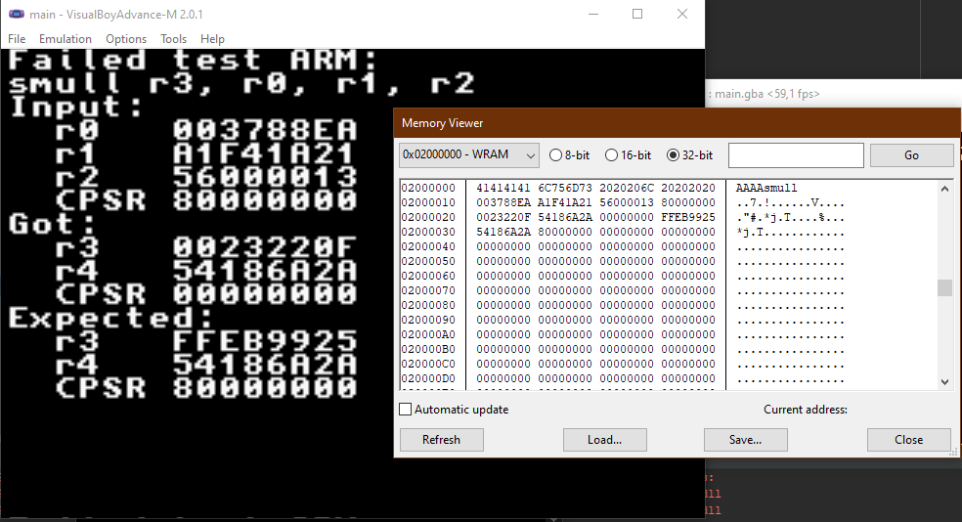 main - VisualBoyAdvance-M 2.0.1
File Emulation Options Tools Help
Failed test ARM:
smull r3, r0, r1, r2
Input:
r0 003788EA
r1 A1F41A21
r2 56000013
CPSR 80000000
Got:
r3 0023220F
r4 54186A2A
CPSR 00000000
Expected:
r3 FFEB9925
r4 54186A2A
CPSR 80000000
: main.gba <59,1 fps>
Memory Viewer
0x02000000 - WRAM 8-bit 16-bit 32-bit Go
02000000 41414141 6C756D73 2020206C 20202020 AAAAsmull
02000010 003788EA A1F41A21 56000013 80000000 ..7.!......V....
02000020 0023220F 54186A2A 00000000 FFEB9925 ."#.*j.T....%...
02000030 54186A2A 80000000 00000000 00000000 *j.T............
02000040 00000000 00000000 00000000 00000000 ................
02000050 00000000 00000000 00000000 00000000 ................
02000060 00000000 00000000 00000000 00000000 ................
02000070 00000000 00000000 00000000 00000000 ................
02000080 00000000 00000000 00000000 00000000 ................
02000090 00000000 00000000 00000000 00000000 ................
020000A0 00000000 00000000 00000000 00000000 ................
020000B0 00000000 00000000 00000000 00000000 ................
020000C0 00000000 00000000 00000000 00000000 ................
020000D0 00000000 00000000 00000000 00000000 ................
Automatic update Current address:
Refresh Load... Save... Close